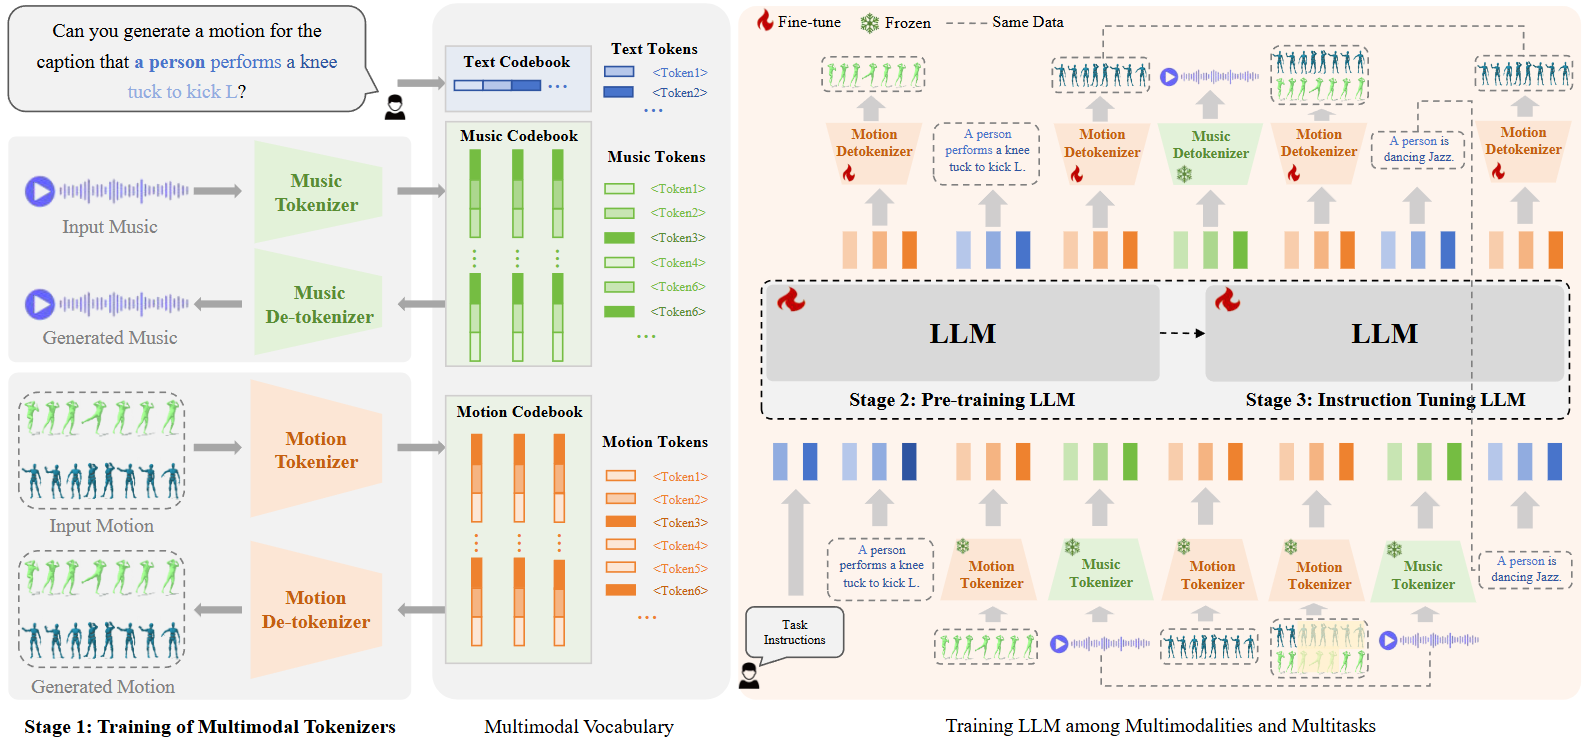 Can you generate a motion for the
caption that a person performs a knee
tuck to kick L?
Input Music
Music
Tokenizer
Generated Music
Music
De-tokenizer
Input Motion
Motion
Tokenizer
Generated Motion
Motion
De-tokenizer
Stage 1: Training of Multimodal Tokenizers
Text Codebook
...
Text Tokens
<Token1>
<Token2>
...
Music Codebook
Music Tokens
<Token1>
<Token2>
<Token3>
<Token4>
<Token6>
<Token6>
...
Motion Codebook
Motion Tokens
<Token1>
<Token2>
<Token3>
<Token4>
<Token5>
<Token6>
...
Multimodal Vocabulary
Fine-tune
Frozen
Same Data
Motion
Detokenizer
A person
performs a knee
tuck to kick L.
Motion
Detokenizer
Music
Detokenizer
Motion
Detokenizer
A person is
dancing Jazz.
Motion
Detokenizer
LLM
Stage 2: Pre-training LLM
LLM
Stage 3: Instruction Tuning LLM
Task
Instructions
A person
performs a knee
tuck to kick L.
Motion
Tokenizer
Music
Tokenizer
Motion
Tokenizer
Motion
Tokenizer
Music
Tokenizer
A person is
dancing Jazz.
Training LLM among Multimodalities and Multitasks